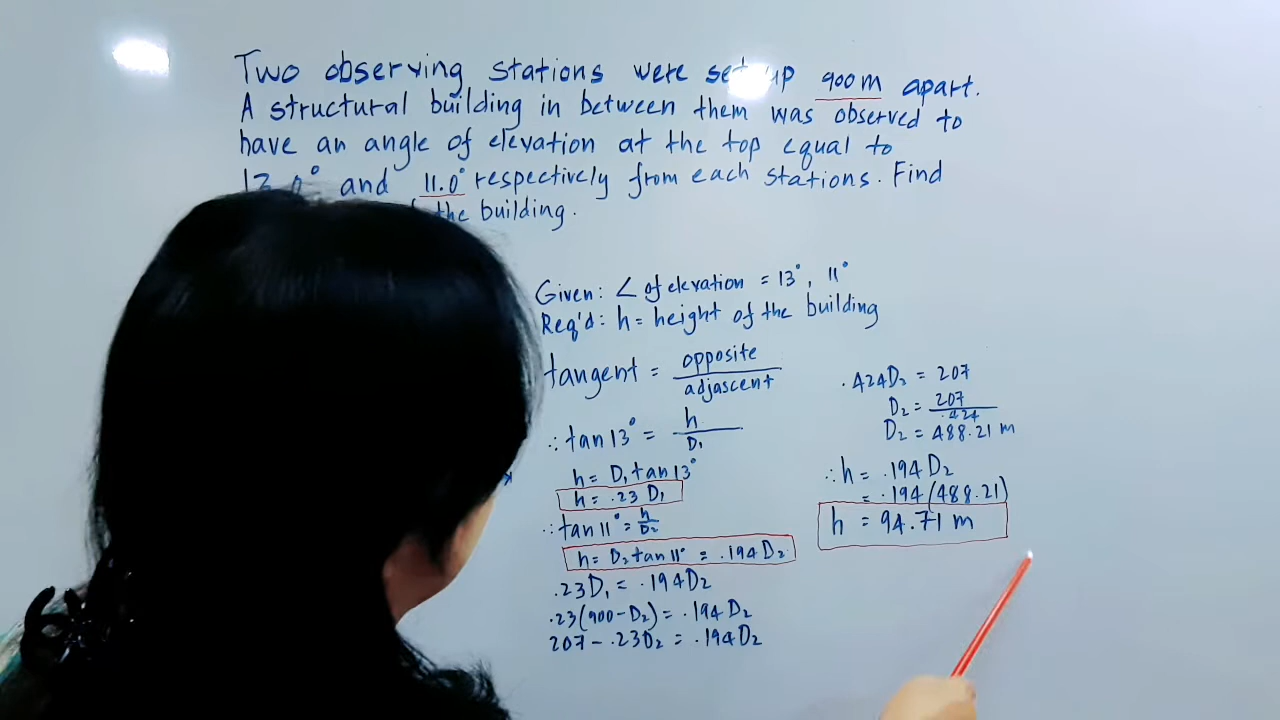 Two observing stations were set up 900 m apart.
A structural building in between them was observed to
have an angle of elevation at the top equal to
and 11.0° respectively from each stations. Find
the building.
Given: ∠ of elevation = 13°, 11°
Req'd: h = height of the building
tangent = opposite / adjascent
∴ tan 13° = h / D₁
h = D₁ tan 13°
h = .23 D₁
∴ tan 11° = h / D₂
h = D₂ tan 11° = .194 D₂
.23D₁ = .194D₂
.23(900 - D₂) = .194 D₂
207 - .23D₂ = .194D₂
.424D₂ = 207
D₂ = 207 / .424
D₂ = 488.21 m
∴ h = .194 D₂
= .194 (488.21)
h = 94.71 m